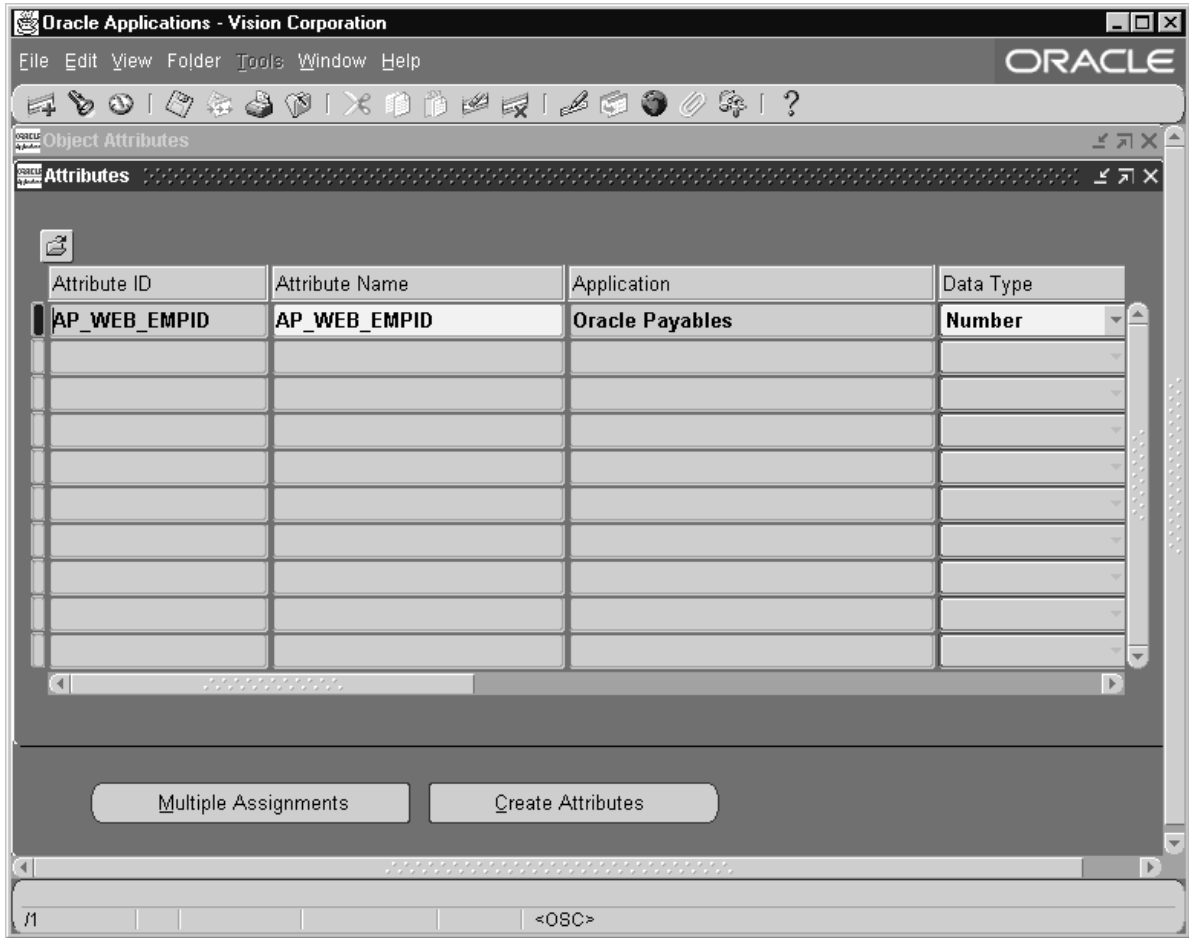 Oracle Applications - Vision Corporation
File Edit View Folder Tools Window Help
ORACLE
?
Object Attributes
Attributes
Attribute ID Attribute Name Application Data Type
AP_WEB_EMPID AP_WEB_EMPID Oracle Payables Number
Multiple Assignments Create Attributes
/1 <OSC>